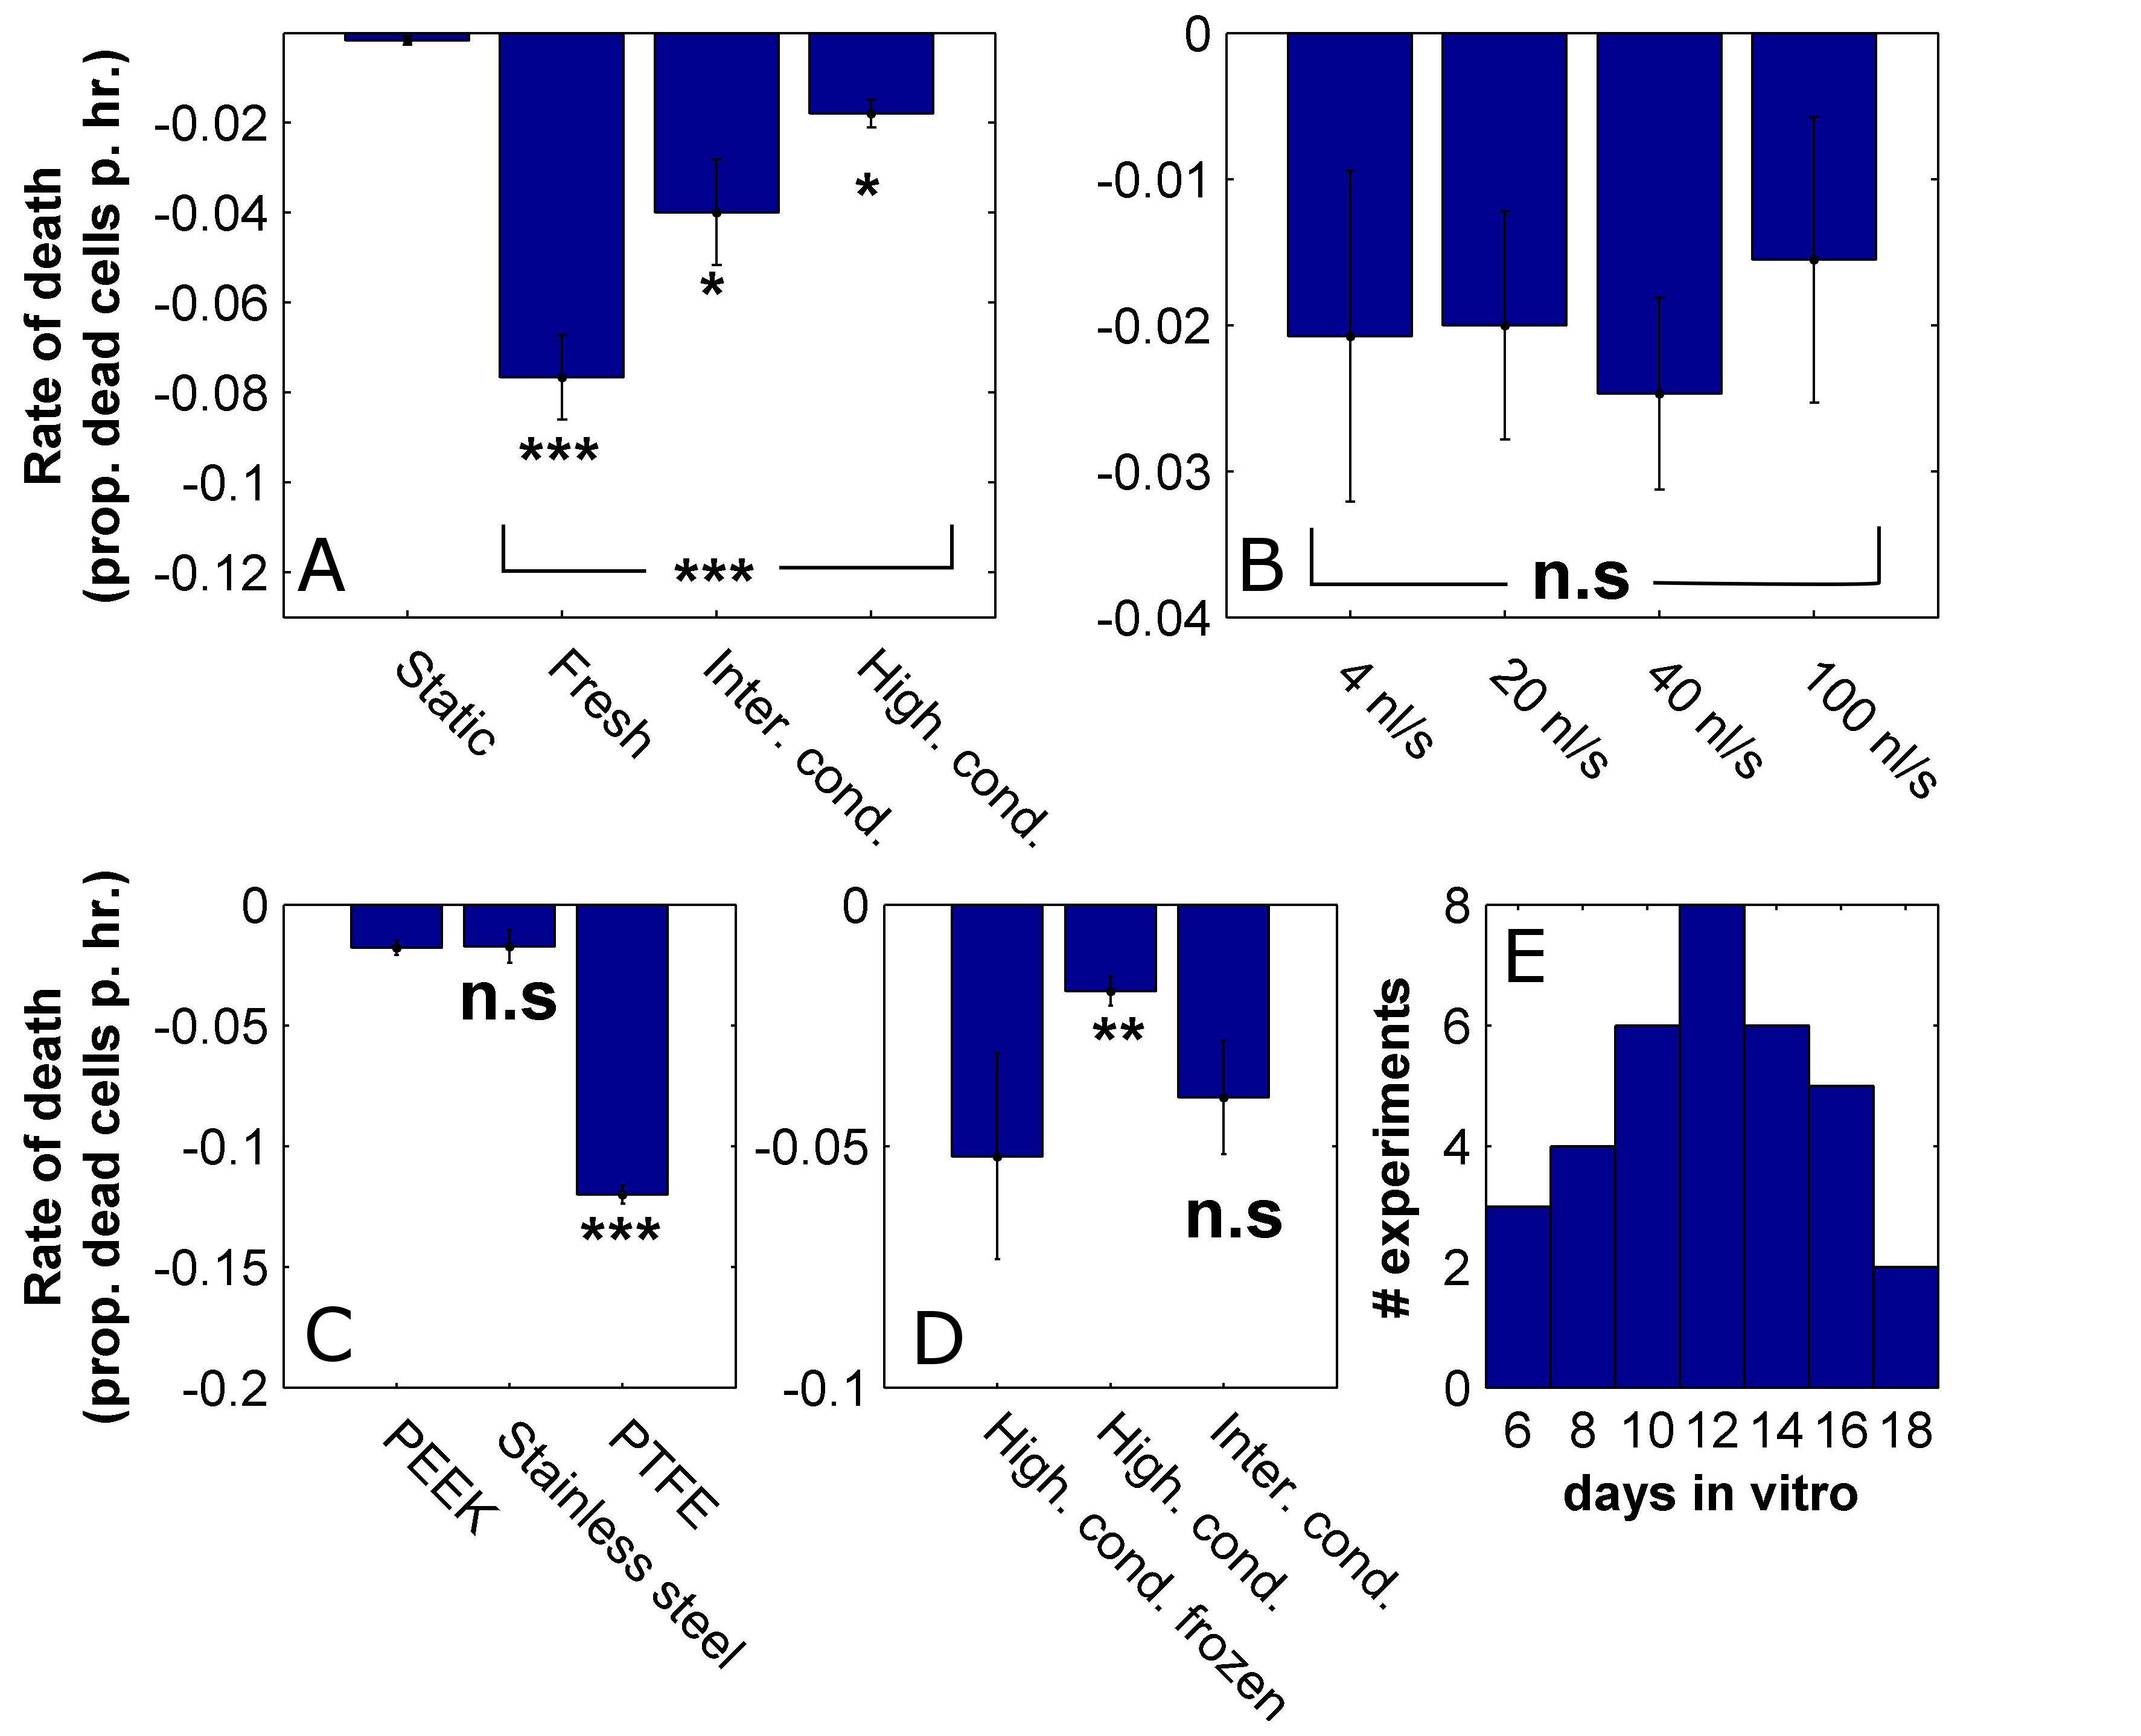 Rate of death
(prop. dead cells p. hr.)
-0.02
-0.04
-0.06
-0.08
-0.1
-0.12
*
*
***
***
A
Static
Fresh
Inter. cond.
High. cond.
0
-0.01
-0.02
-0.03
-0.04
B
n.s
4 nl/s
20 nl/s
40 nl/s
100 nl/s
Rate of death
(prop. dead cells p. hr.)
0
-0.05
-0.1
-0.15
-0.2
n.s
***
C
PEEK
Stainless steel
PTFE
0
-0.05
-0.1
**
n.s
D
High. cond. frozen
High. cond.
Inter. cond.
# experiments
8
6
4
2
0
E
6 8 10 12 14 16 18
days in vitro